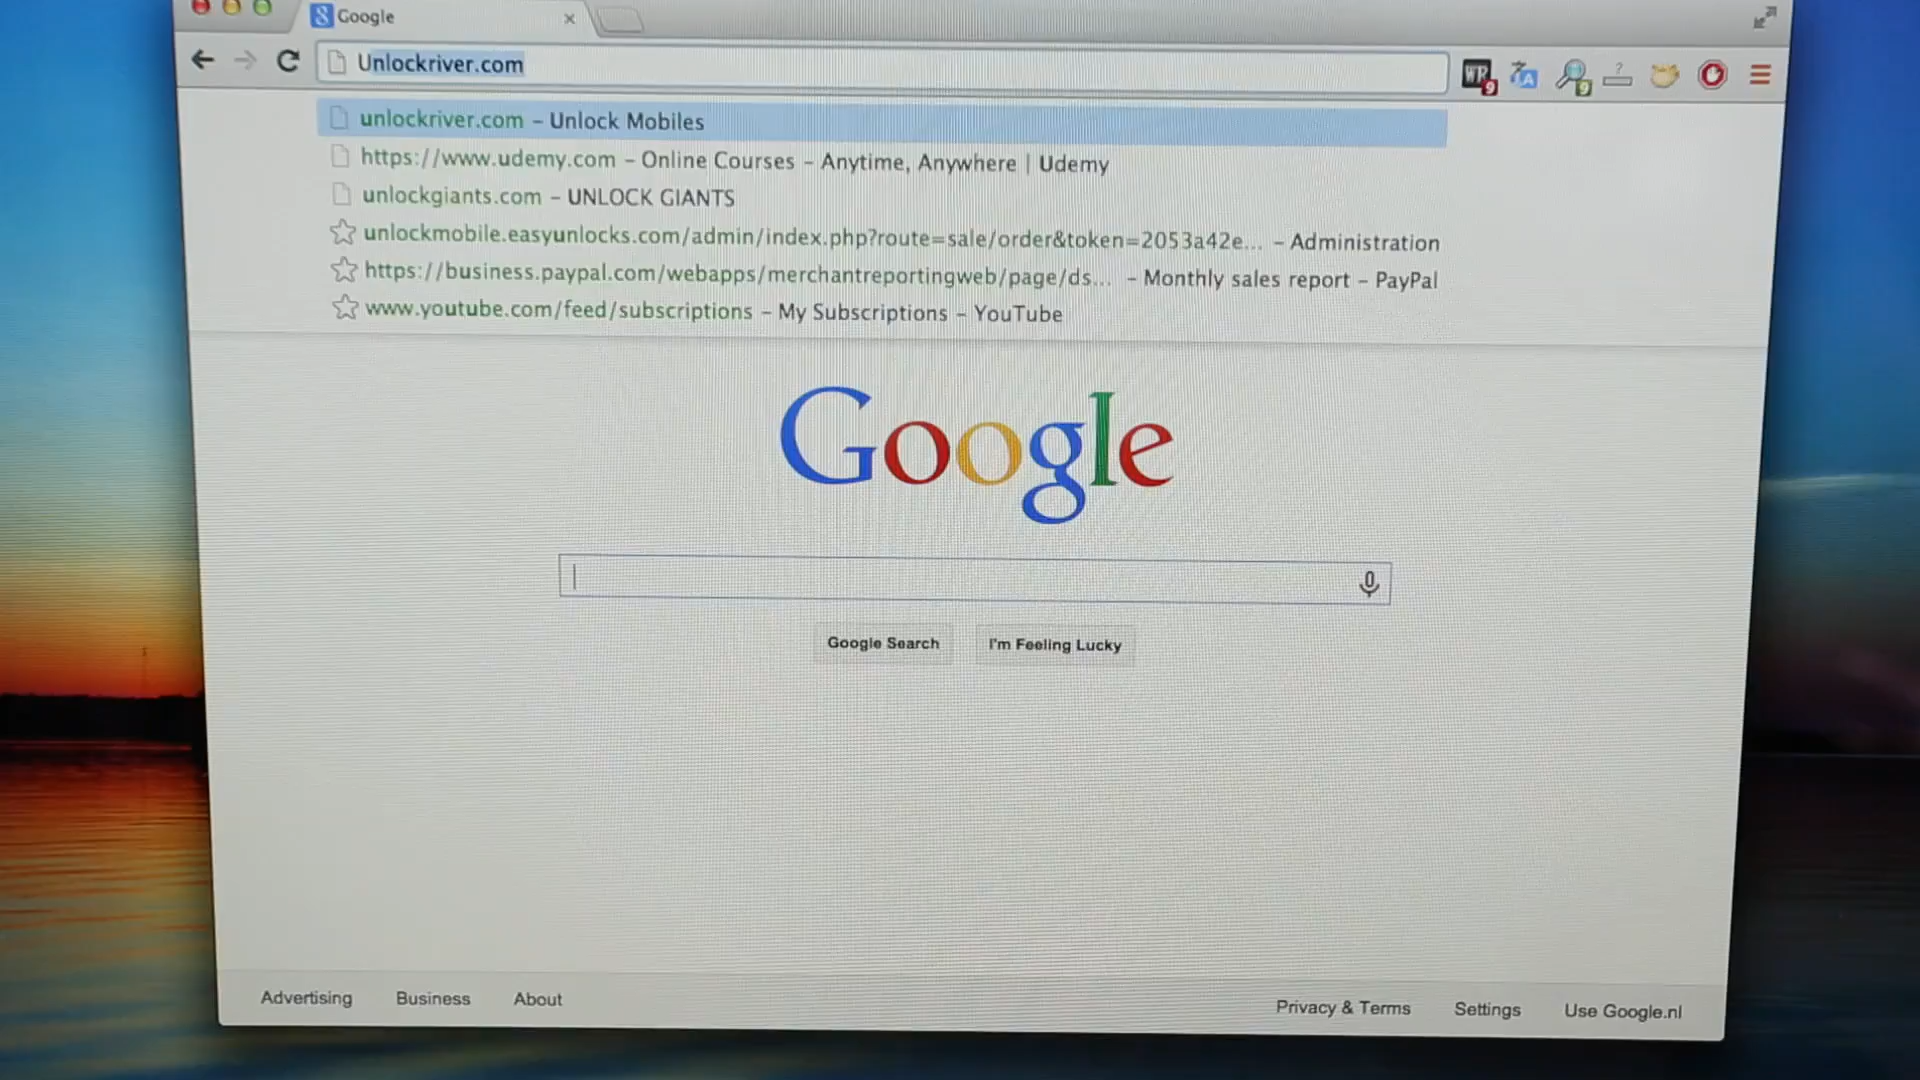 Google
Unlockriver.com
unlockriver.com – Unlock Mobiles
https://www.udemy.com – Online Courses – Anytime, Anywhere | Udemy
unlockgiants.com – UNLOCK GIANTS
unlockmobile.easyunlocks.com/admin/index.php?route=sale/order&token=2053a42e... – Administration
https://business.paypal.com/webapps/merchantreportingweb/page/ds... – Monthly sales report – PayPal
www.youtube.com/feed/subscriptions – My Subscriptions – YouTube
Google
Google Search I'm Feeling Lucky
Advertising Business About Privacy & Terms Settings Use Google.nl